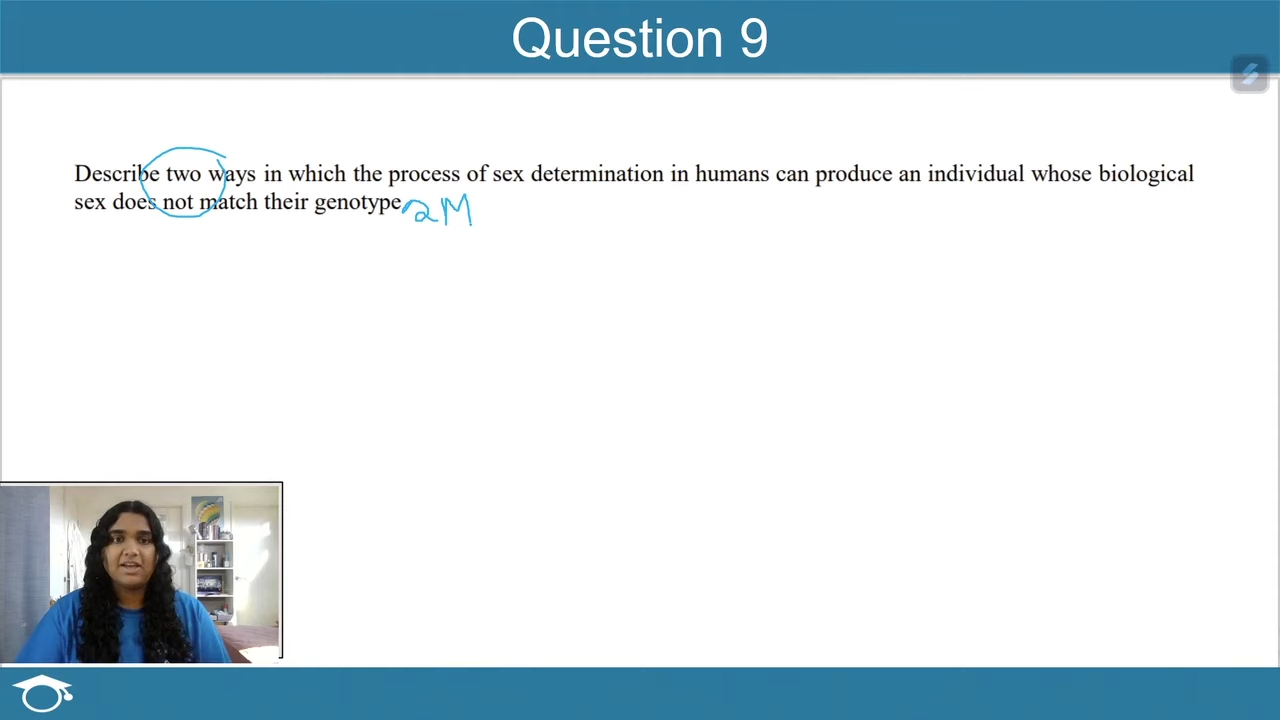 Question 9
Describe two ways in which the process of sex determination in humans can produce an individual whose biological
sex does not match their genotype
2M